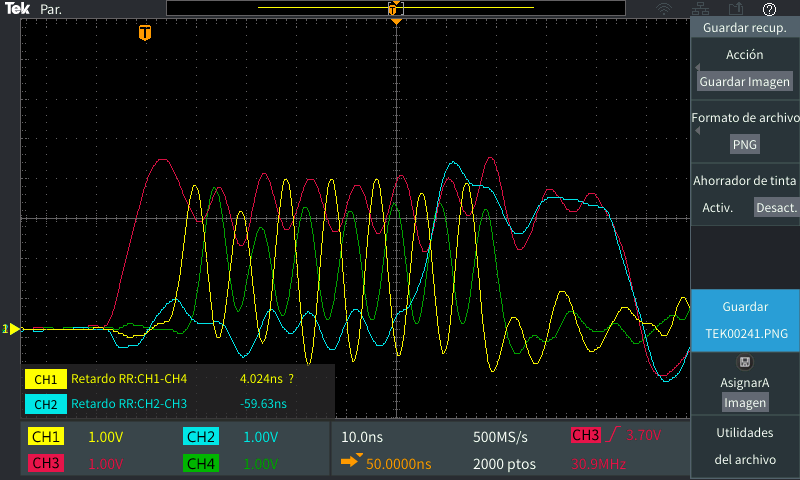 Tek Par.
T
T
?
Guardar recup.
Acción
Guardar Imagen
Formato de archivo
PNG
Ahorrador de tinta
Activ. Desact.
Guardar
TEK00241.PNG
AsignarA
Imagen
Utilidades
del archivo
CH1 Retardo RR:CH1-CH4 4.024ns ?
CH2 Retardo RR:CH2-CH3 -59.63ns
CH1 1.00V CH2 1.00V 10.0ns 500MS/s CH3 3.70V
CH3 1.00V CH4 1.00V 50.0000ns 2000 ptos 30.9MHz